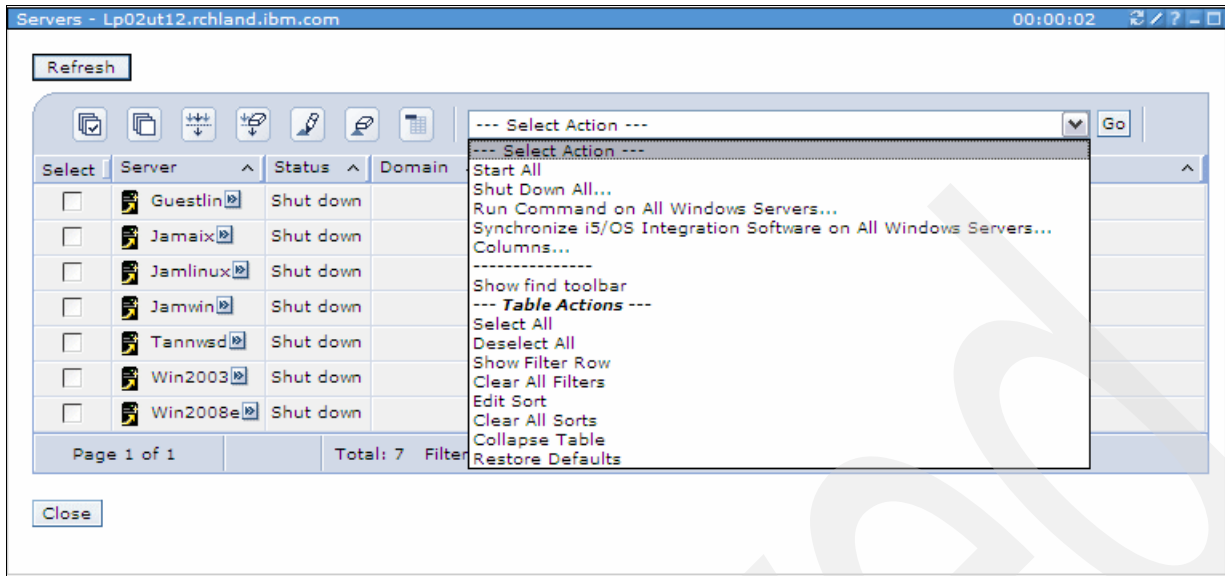 Servers - Lp02ut12.rchland.ibm.com 00:00:02 ?
Refresh
--- Select Action --- Go
Select Server Status Domain
--- Select Action ---
Start All
Shut Down All...
Run Command on All Windows Servers...
Synchronize i5/OS Integration Software on All Windows Servers...
Columns...
---------------
Show find toolbar
--- Table Actions ---
Select All
Deselect All
Show Filter Row
Clear All Filters
Edit Sort
Clear All Sorts
Collapse Table
Restore Defaults
Guestlin Shut down
Jamaix Shut down
Jamlinux Shut down
Jamwin Shut down
Tannwsd Shut down
Win2003 Shut down
Win2008e Shut down
Page 1 of 1 Total: 7 Filter
Close